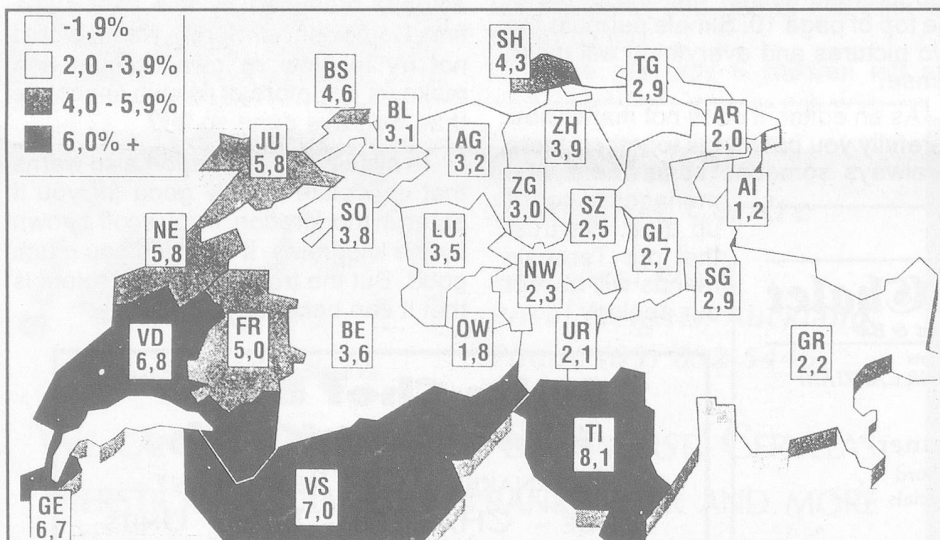 -1,9%
2,0 - 3,9%
4,0 - 5,9%
6,0% +
SH
4,3
BS
4,6
TG
2,9
BL
3,1
AG
3,2
ZH
3,9
AR
2,0
JU
5,8
ZG
3,0
SZ
2,5
AI
1,2
SO
3,8
LU
3,5
GL
2,7
NE
5,8
NW
2,3
SG
2,9
VD
6,8
FR
5,0
BE
3,6
OW
1,8
UR
2,1
GR
2,2
TI
8,1
VS
7,0
GE
6,7